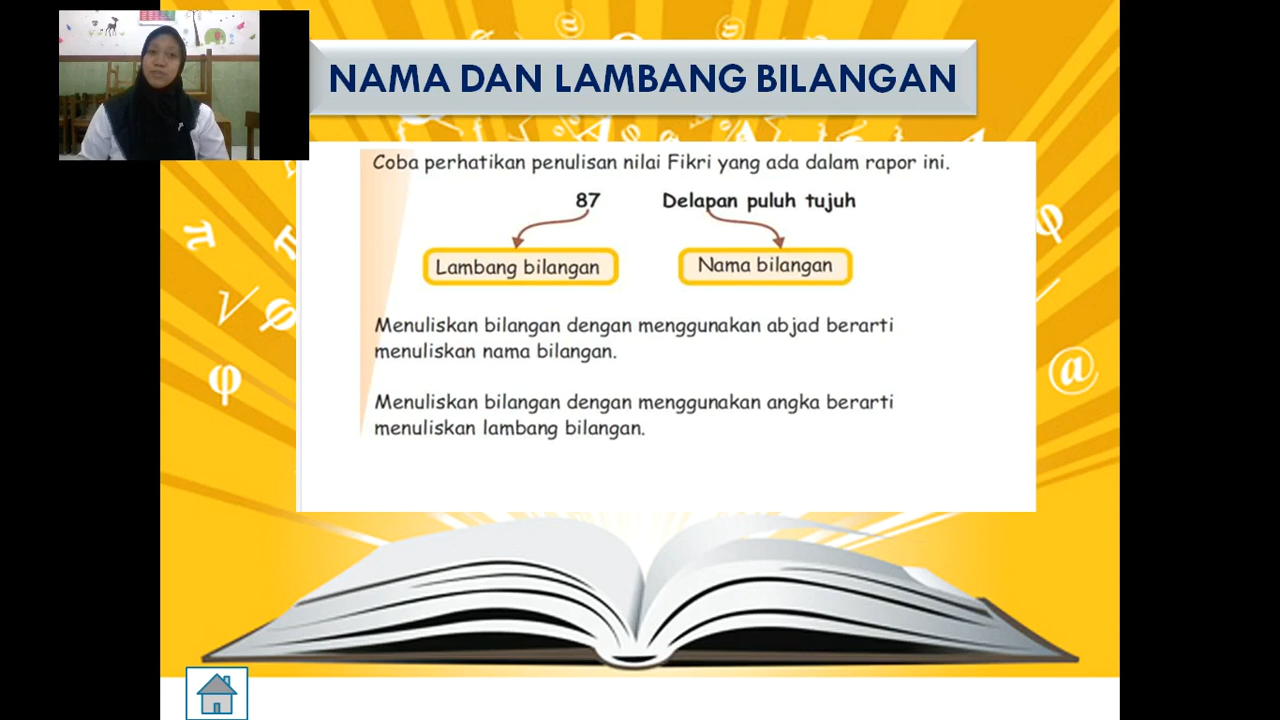 NAMA DAN LAMBANG BILANGAN
Coba perhatikan penulisan nilai Fikri yang ada dalam rapor ini.
87 Delapan puluh tujuh
Lambang bilangan Nama bilangan
Menuliskan bilangan dengan menggunakan abjad berarti
menuliskan nama bilangan.
Menuliskan bilangan dengan menggunakan angka berarti
menuliskan lambang bilangan.